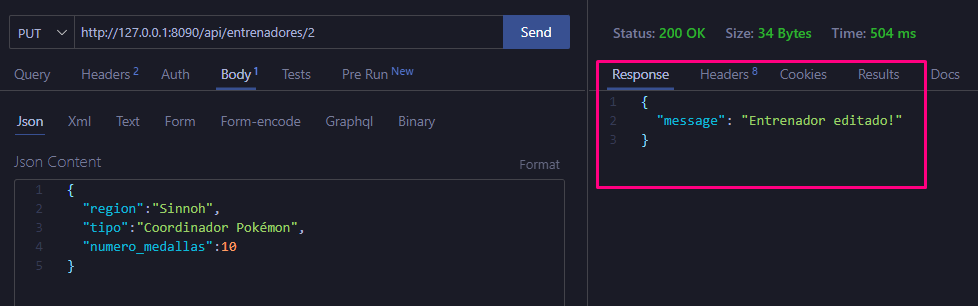 PUT http://127.0.0.1:8090/api/entrenadores/2 Send
Query Headers 2 Auth Body 1 Tests Pre Run New
Json Xml Text Form Form-encode Graphql Binary
Json Content Format
1 {
2 "region":"Sinnoh",
3 "tipo":"Coordinador Pokémon",
4 "numero_medallas":10
5 }
Status: 200 OK Size: 34 Bytes Time: 504 ms
Response Headers 8 Cookies Results Docs
1 {
2 "message": "Entrenador editado!"
3 }